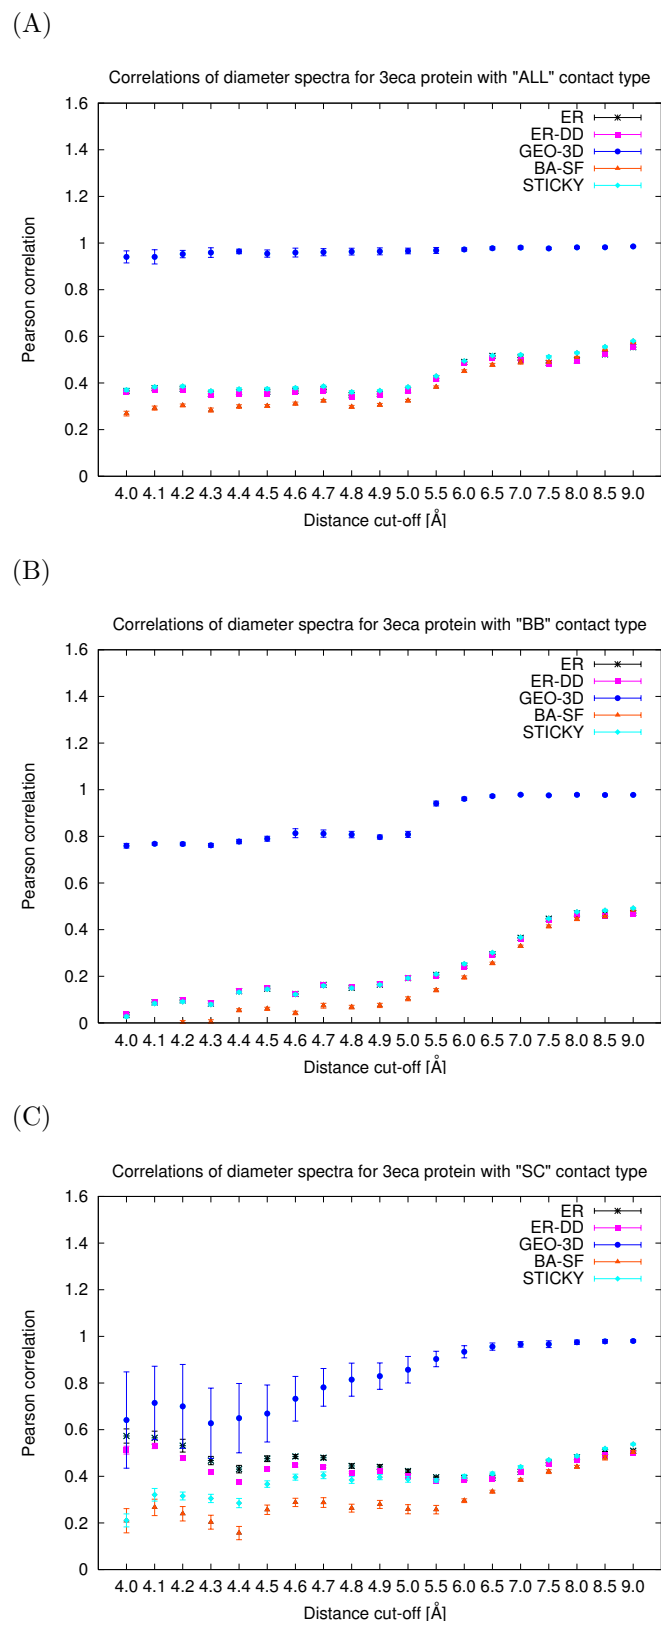 (A)
Correlations of diameter spectra for 3eca protein with "ALL" contact type
1.6
1.4
1.2
1
0.8
0.6
0.4
0.2
0
Pearson correlation
ER
ER-DD
GEO-3D
BA-SF
STICKY
4.0 4.1 4.2 4.3 4.4 4.5 4.6 4.7 4.8 4.9 5.0 5.5 6.0 6.5 7.0 7.5 8.0 8.5 9.0
Distance cut-off [Å]
(B)
Correlations of diameter spectra for 3eca protein with "BB" contact type
1.6
1.4
1.2
1
0.8
0.6
0.4
0.2
0
Pearson correlation
ER
ER-DD
GEO-3D
BA-SF
STICKY
4.0 4.1 4.2 4.3 4.4 4.5 4.6 4.7 4.8 4.9 5.0 5.5 6.0 6.5 7.0 7.5 8.0 8.5 9.0
Distance cut-off [Å]
(C)
Correlations of diameter spectra for 3eca protein with "SC" contact type
1.6
1.4
1.2
1
0.8
0.6
0.4
0.2
0
Pearson correlation
ER
ER-DD
GEO-3D
BA-SF
STICKY
4.0 4.1 4.2 4.3 4.4 4.5 4.6 4.7 4.8 4.9 5.0 5.5 6.0 6.5 7.0 7.5 8.0 8.5 9.0
Distance cut-off [Å]